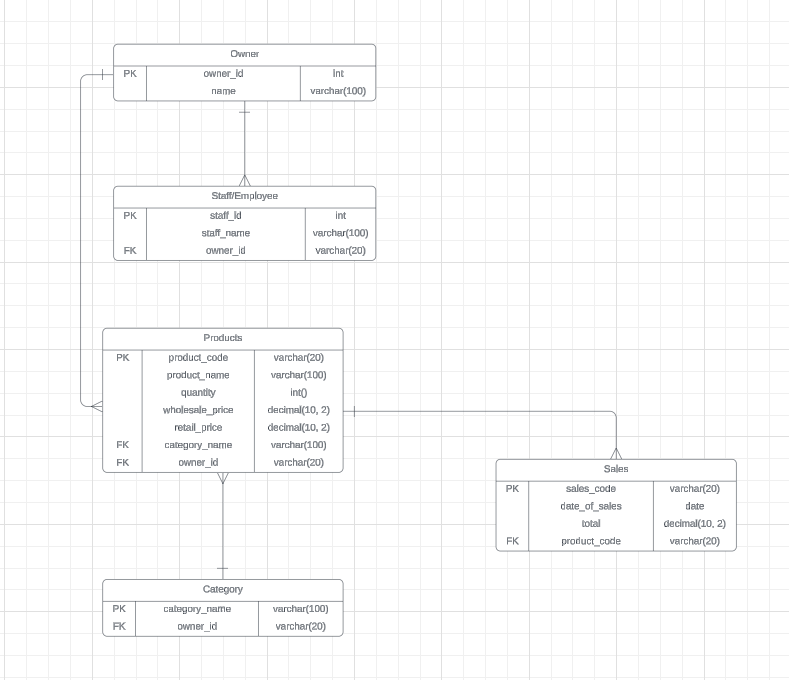 Owner
PK owner_id Int
name varchar(100)
Staff/Employee
PK staff_id int
staff_name varchar(100)
FK owner_id varchar(20)
Products
PK product_code varchar(20)
product_name varchar(100)
quantity int()
wholesale_price decimal(10, 2)
retail_price decimal(10, 2)
FK category_name varchar(100)
FK owner_id varchar(20)
Sales
PK sales_code varchar(20)
date_of_sales date
total decimal(10, 2)
FK product_code varchar(20)
Category
PK category_name varchar(100)
FK owner_id varchar(20)